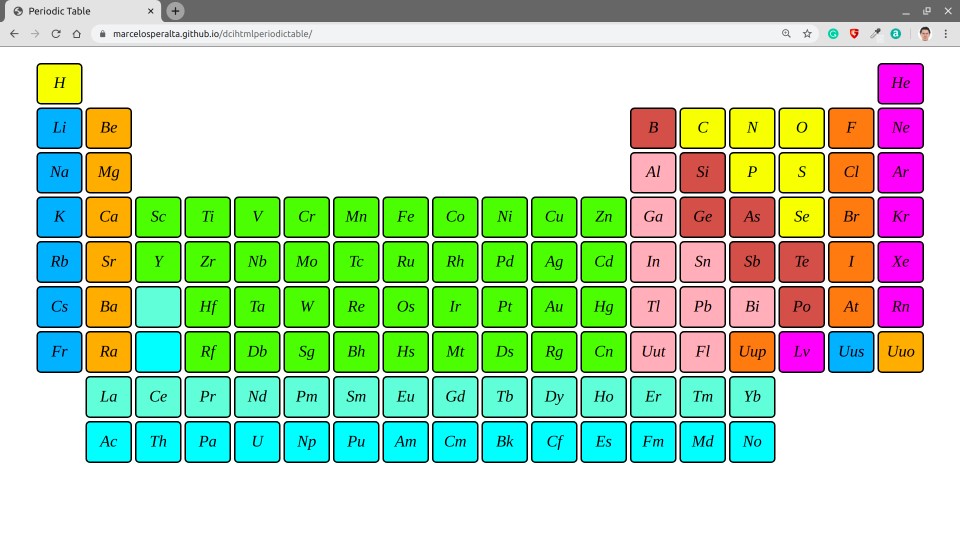 Periodic Table
marcelosperalta.github.io/dcihtmlperiodictable/
H He
Li Be B C N O F Ne
Na Mg Al Si P S Cl Ar
K Ca Sc Ti V Cr Mn Fe Co Ni Cu Zn Ga Ge As Se Br Kr
Rb Sr Y Zr Nb Mo Tc Ru Rh Pd Ag Cd In Sn Sb Te I Xe
Cs Ba Hf Ta W Re Os Ir Pt Au Hg Tl Pb Bi Po At Rn
Fr Ra Rf Db Sg Bh Hs Mt Ds Rg Cn Uut Fl Uup Lv Uus Uuo
La Ce Pr Nd Pm Sm Eu Gd Tb Dy Ho Er Tm Yb
Ac Th Pa U Np Pu Am Cm Bk Cf Es Fm Md No